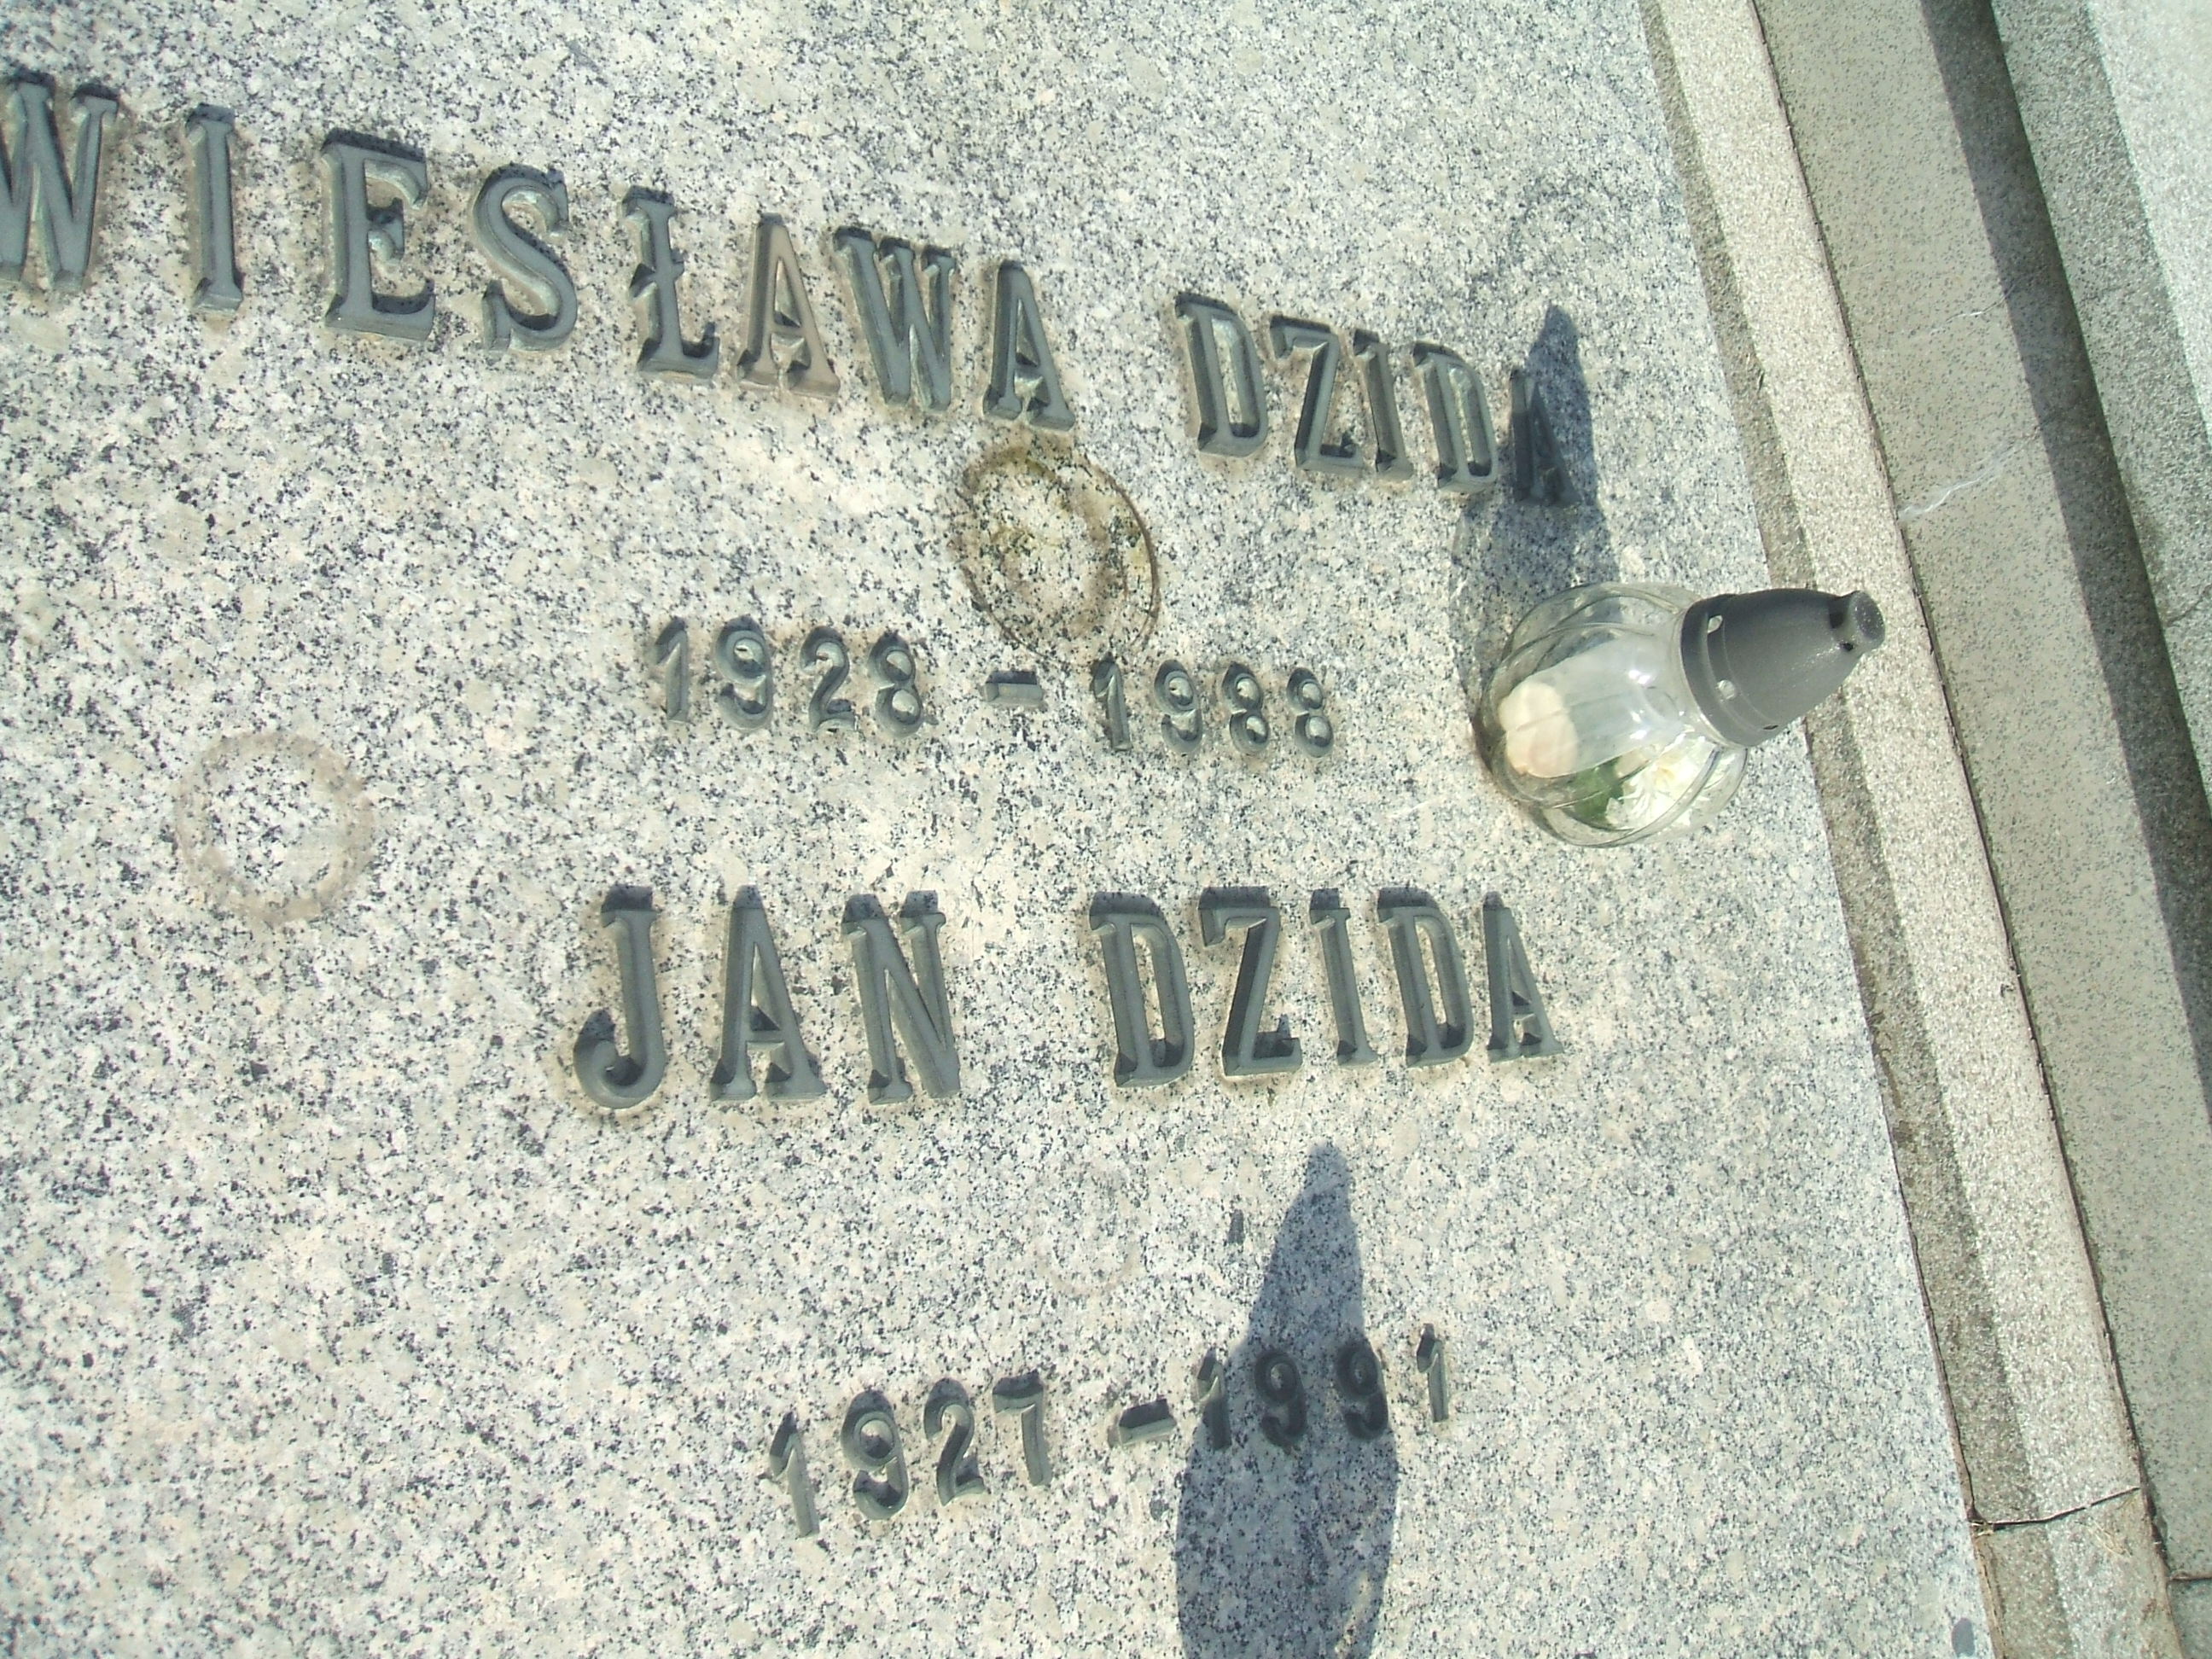 WIESŁAWA DZIDA
1928 - 1988
JAN DZIDA
1927 - 1991